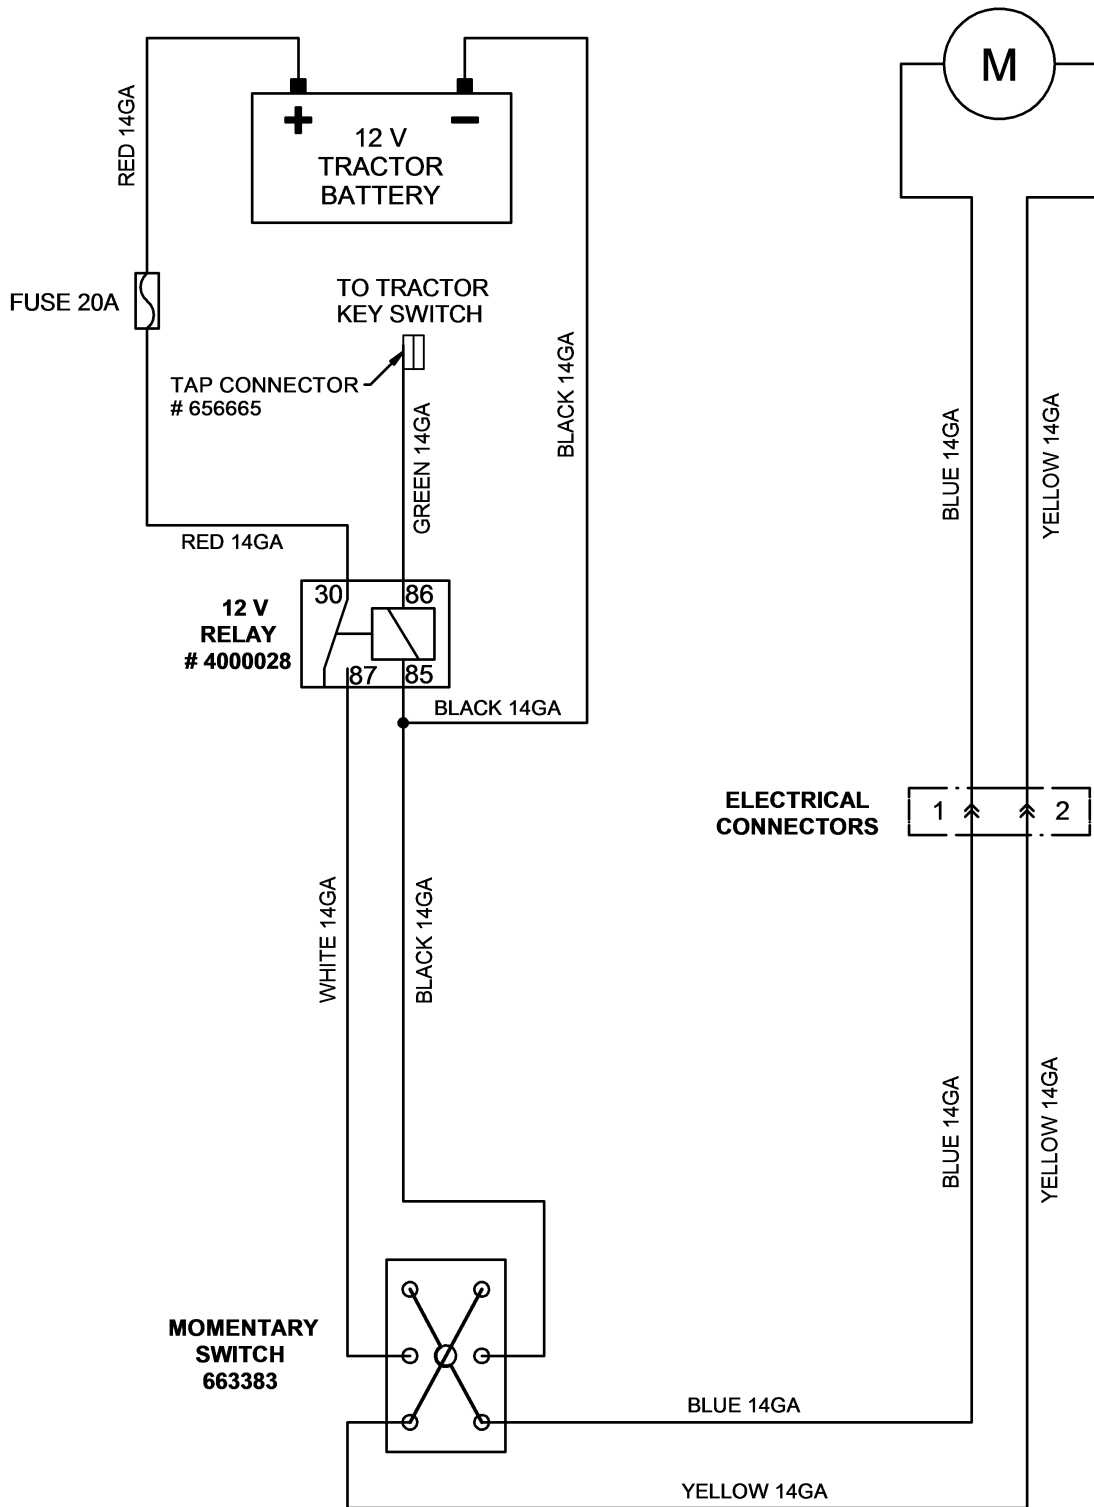 M
+
−
12 V
TRACTOR
BATTERY
RED 14GA
FUSE 20A
TO TRACTOR
KEY SWITCH
TAP CONNECTOR
# 656665
GREEN 14GA
BLACK 14GA
BLUE 14GA
YELLOW 14GA
RED 14GA
30
86
12 V
RELAY
# 4000028
87
85
BLACK 14GA
ELECTRICAL
CONNECTORS
1
2
WHITE 14GA
BLACK 14GA
BLUE 14GA
YELLOW 14GA
MOMENTARY
SWITCH
663383
BLUE 14GA
YELLOW 14GA